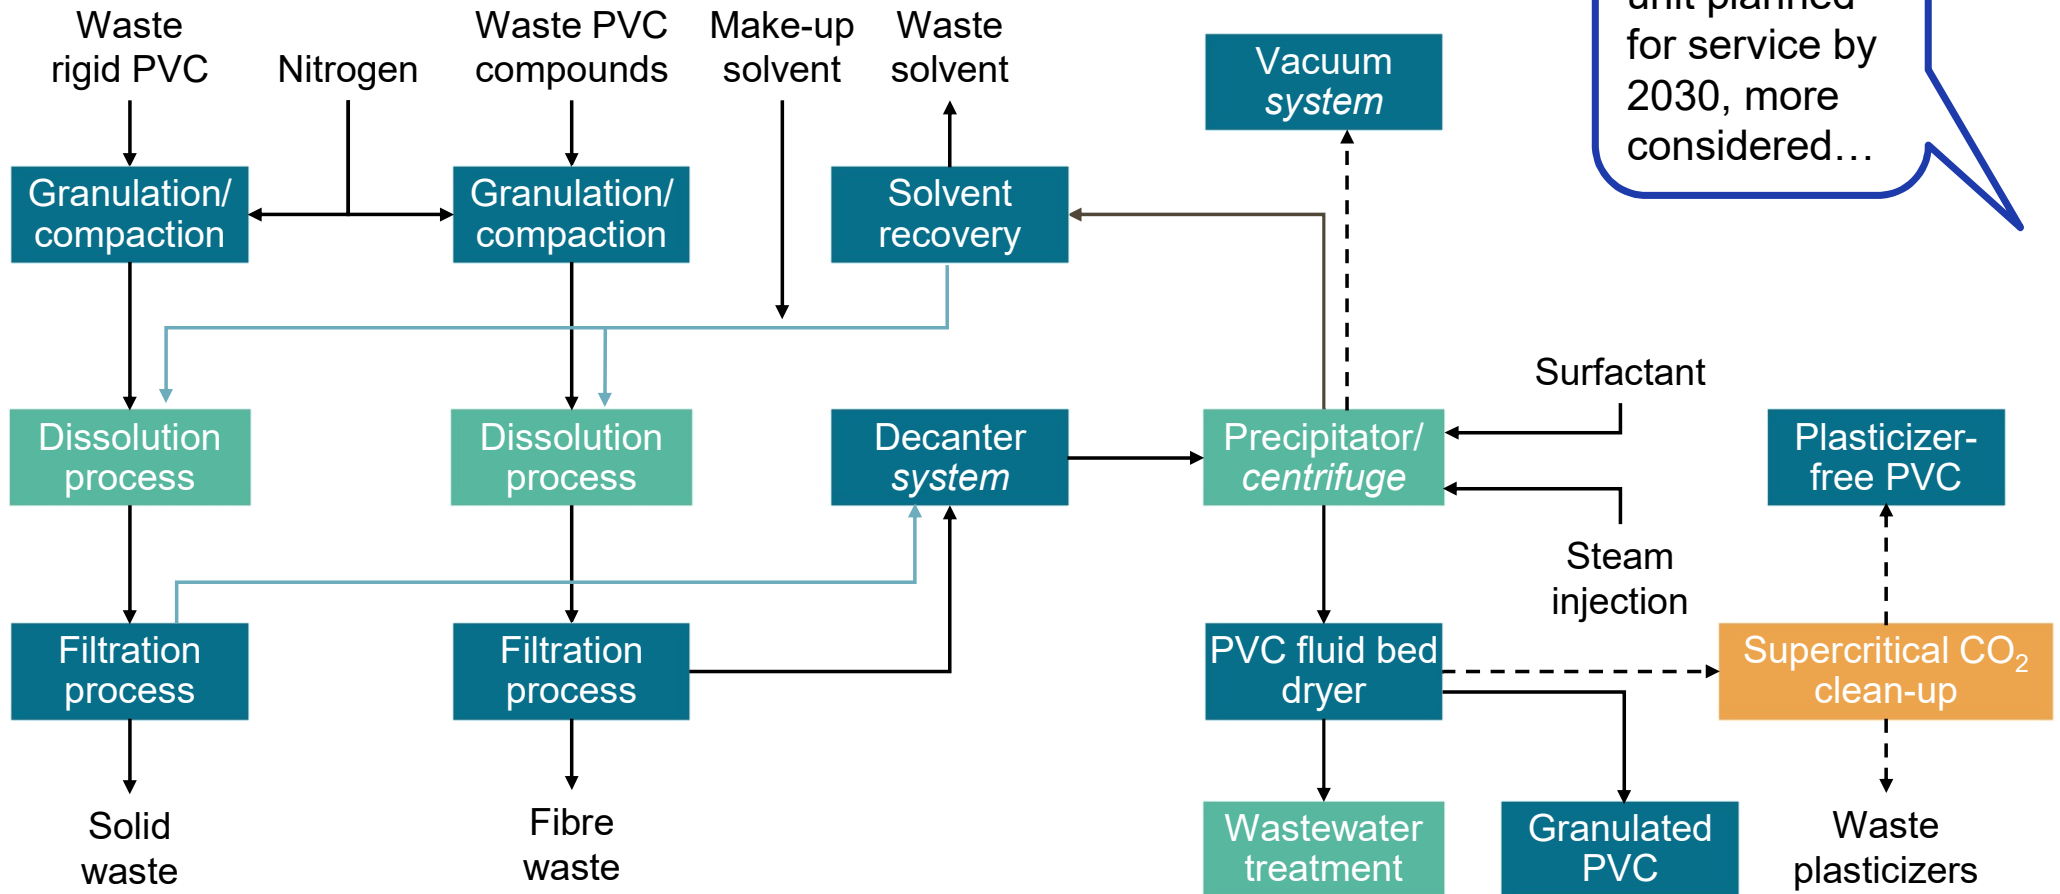 Waste
rigid PVC
Nitrogen
Waste PVC
compounds
Make-up
solvent
Waste
solvent
Vacuum
system
unit planned
for service by
2030, more
considered…
Granulation/
compaction
Granulation/
compaction
Solvent
recovery
Surfactant
Dissolution
process
Dissolution
process
Decanter
system
Precipitator/
centrifuge
Plasticizer-
free PVC
Steam
injection
Filtration
process
Filtration
process
PVC fluid bed
dryer
Supercritical CO₂
clean-up
Solid
waste
Fibre
waste
Wastewater
treatment
Granulated
PVC
Waste
plasticizers